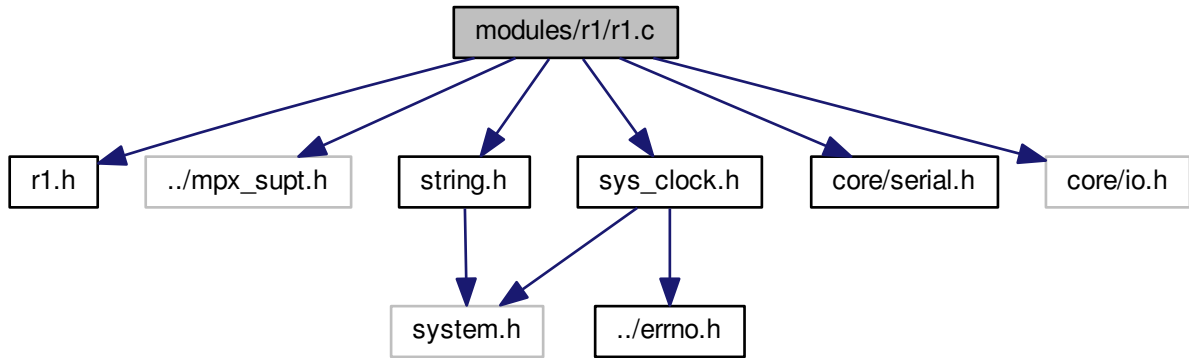 modules/r1/r1.c
r1.h
../mpx_supt.h
string.h
sys_clock.h
core/serial.h
core/io.h
system.h
../errno.h